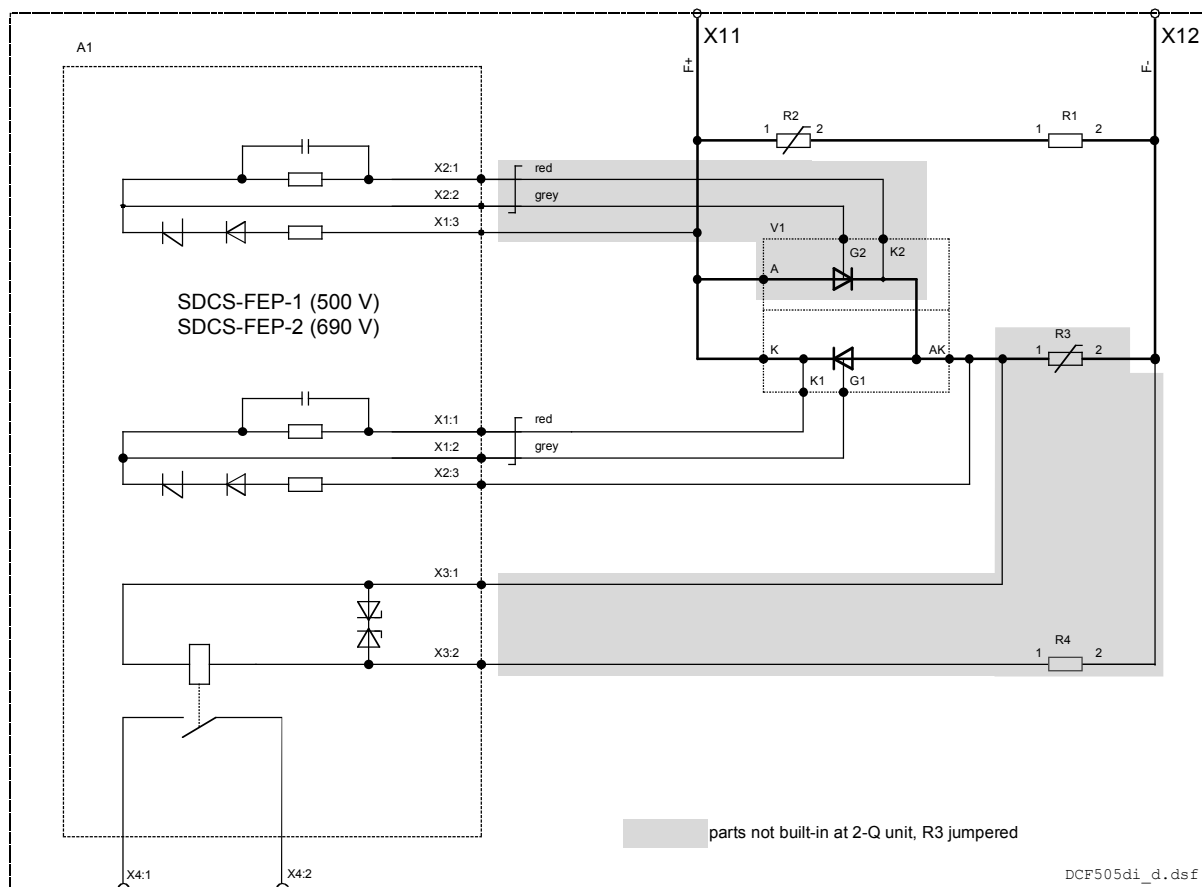 X11
X12
A1
F+
F-
R2
1
2
R1
1
2
X2:1
red
X2:2
grey
X1:3
V1
G2
K2
A
SDCS-FEP-1 (500 V)
SDCS-FEP-2 (690 V)
R3
1
2
K
AK
K1
G1
X1:1
red
X1:2
grey
X2:3
X3:1
X3:2
R4
1
2
parts not built-in at 2-Q unit, R3 jumpered
X4:1
X4:2
DCF505di_d.dsf